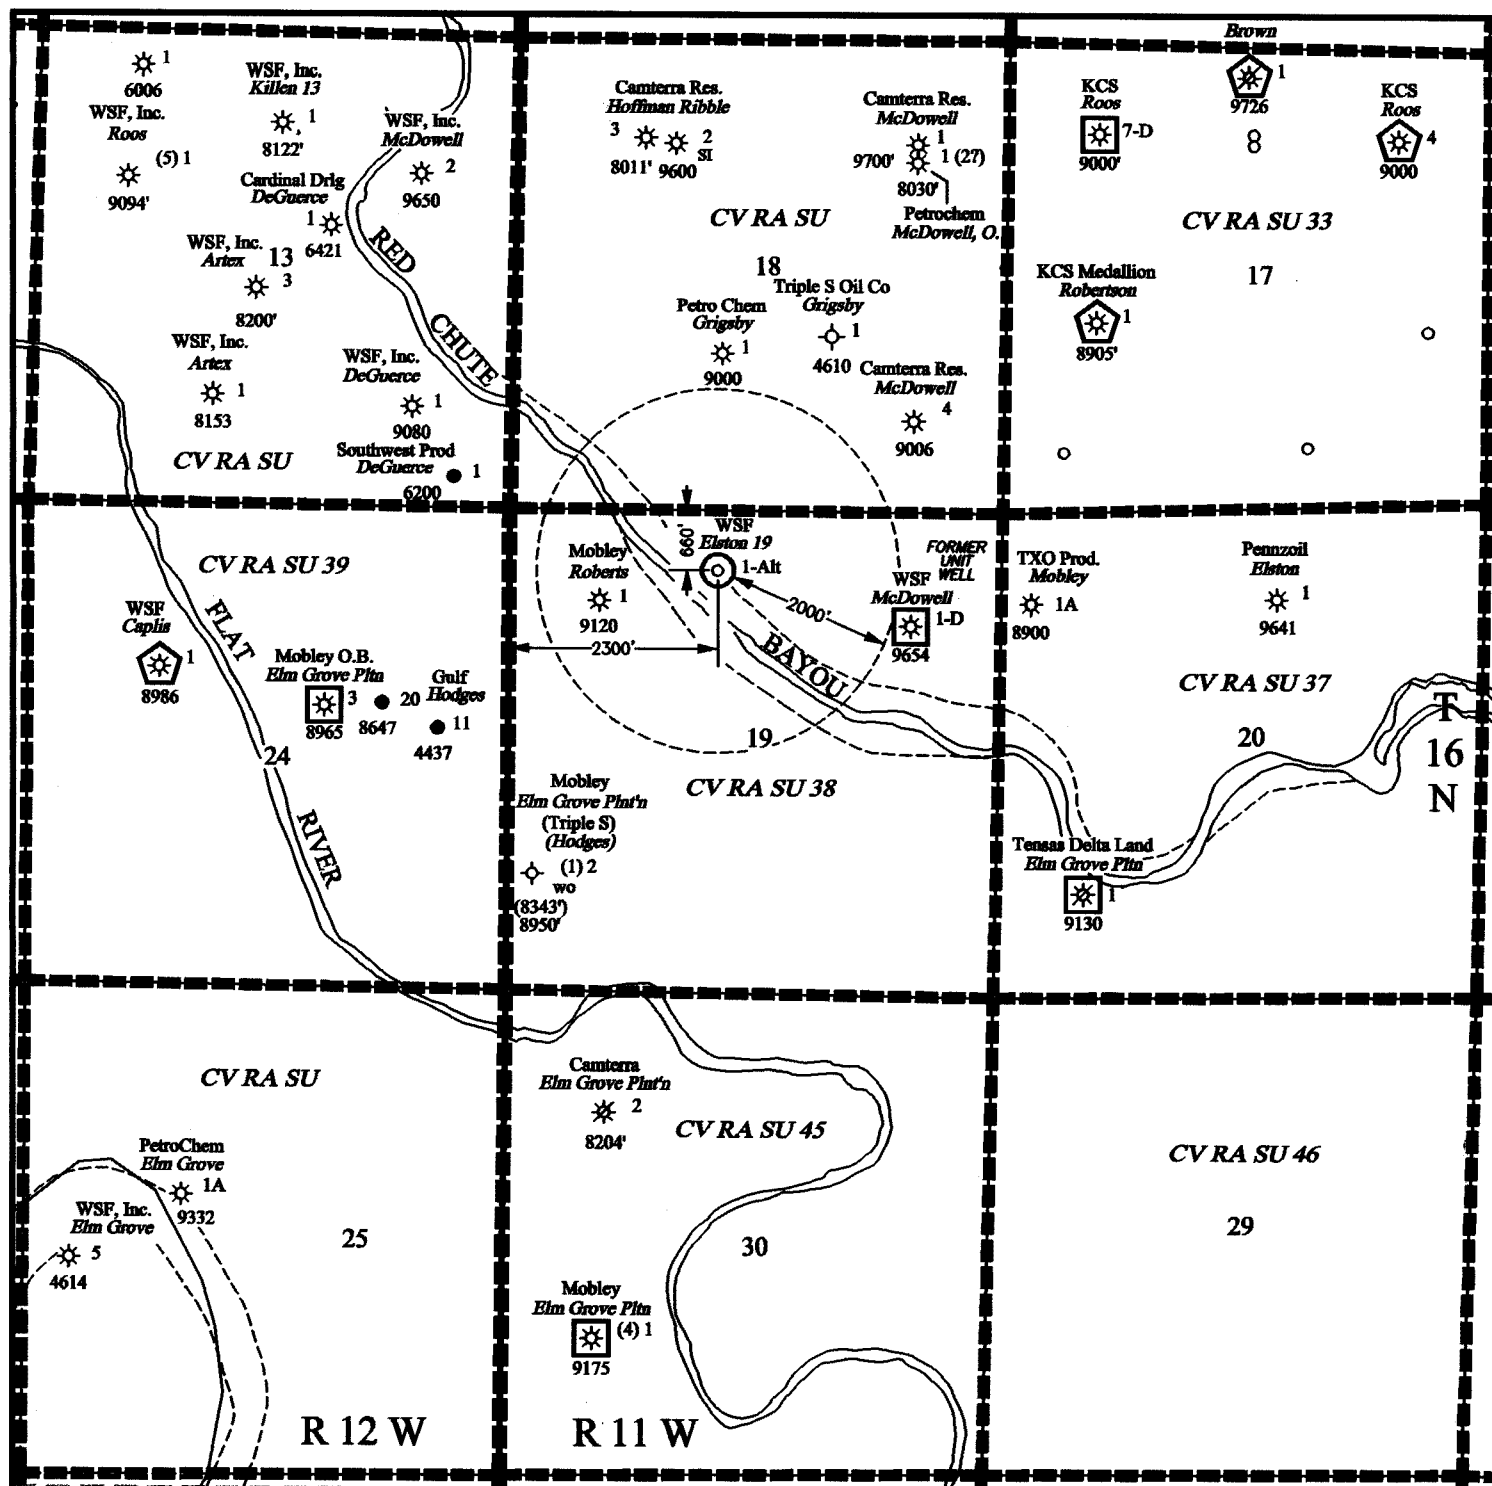 1
6006
WSF, Inc.
Roos
(5) 1
9094'
WSF, Inc.
Killen 13
1
8122'
WSF, Inc.
McDowell
2
9650
Cardinal Drlg
DeGuerce
1
6421
WSF, Inc.
Artex
13
3
8200'
WSF, Inc.
Artex
1
8153
WSF, Inc.
DeGuerce
1
9080
Southwest Prod
DeGuerce
1
6200
CV RA SU
RED
CHUTE
BAYOU
Camterra Res.
Hoffman Ribble
3
2
SI
8011'
9600
Camterra Res.
McDowell
1
9700'
1 (27)
8030'
Petrochem
McDowell, O.
CV RA SU
18
Triple S Oil Co
Grigsby
1
4610
Petro Chem
Grigsby
1
9000
Camterra Res.
McDowell
4
9006
Brown
1
9726
KCS
Roos
7-D
9000'
8
KCS
Roos
4
9000
CV RA SU 33
17
KCS Medallion
Robertson
1
8905'
CV RA SU 39
WSF
Caplis
1
8986
FLAT
RIVER
Mobley O.B.
Elm Grove Pltn
3
8965
20
8647
Gulf
Hodges
11
4437
24
Mobley
Roberts
1
9120
660'
WSF
Elston 19
1-Alt
2000'
2300'
FORMER
UNIT
WELL
WSF
McDowell
1-D
9654
19
CV RA SU 38
Mobley
Elm Grove Plnt'n
(Triple S)
(Hodges)
(1) 2
wo
(8343')
8950'
TXO Prod.
Mobley
1A
8900
Pennzoil
Elston
1
9641
CV RA SU 37
20
T
16
N
Tensas Delta Land
Elm Grove Pltn
1
9130
CV RA SU
PetroChem
Elm Grove
1A
9332
WSF, Inc.
Elm Grove
5
4614
25
R 12 W
Camterra
Elm Grove Plnt'n
2
8204'
CV RA SU 45
30
Mobley
Elm Grove Pltn
(4) 1
9175
R 11 W
CV RA SU 46
29